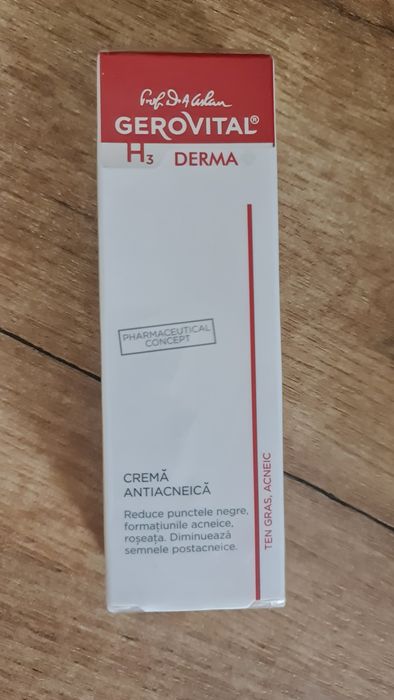 Prof. Dr. A. Aslan
GEROVITAL®
H3 DERMA
PHARMACEUTICAL
CONCEPT
CREMĂ
ANTIACNEICĂ
Reduce punctele negre,
formațiunile acneice,
roșeața. Diminuează
semnele postacneice.
TEN GRAS, ACNEIC